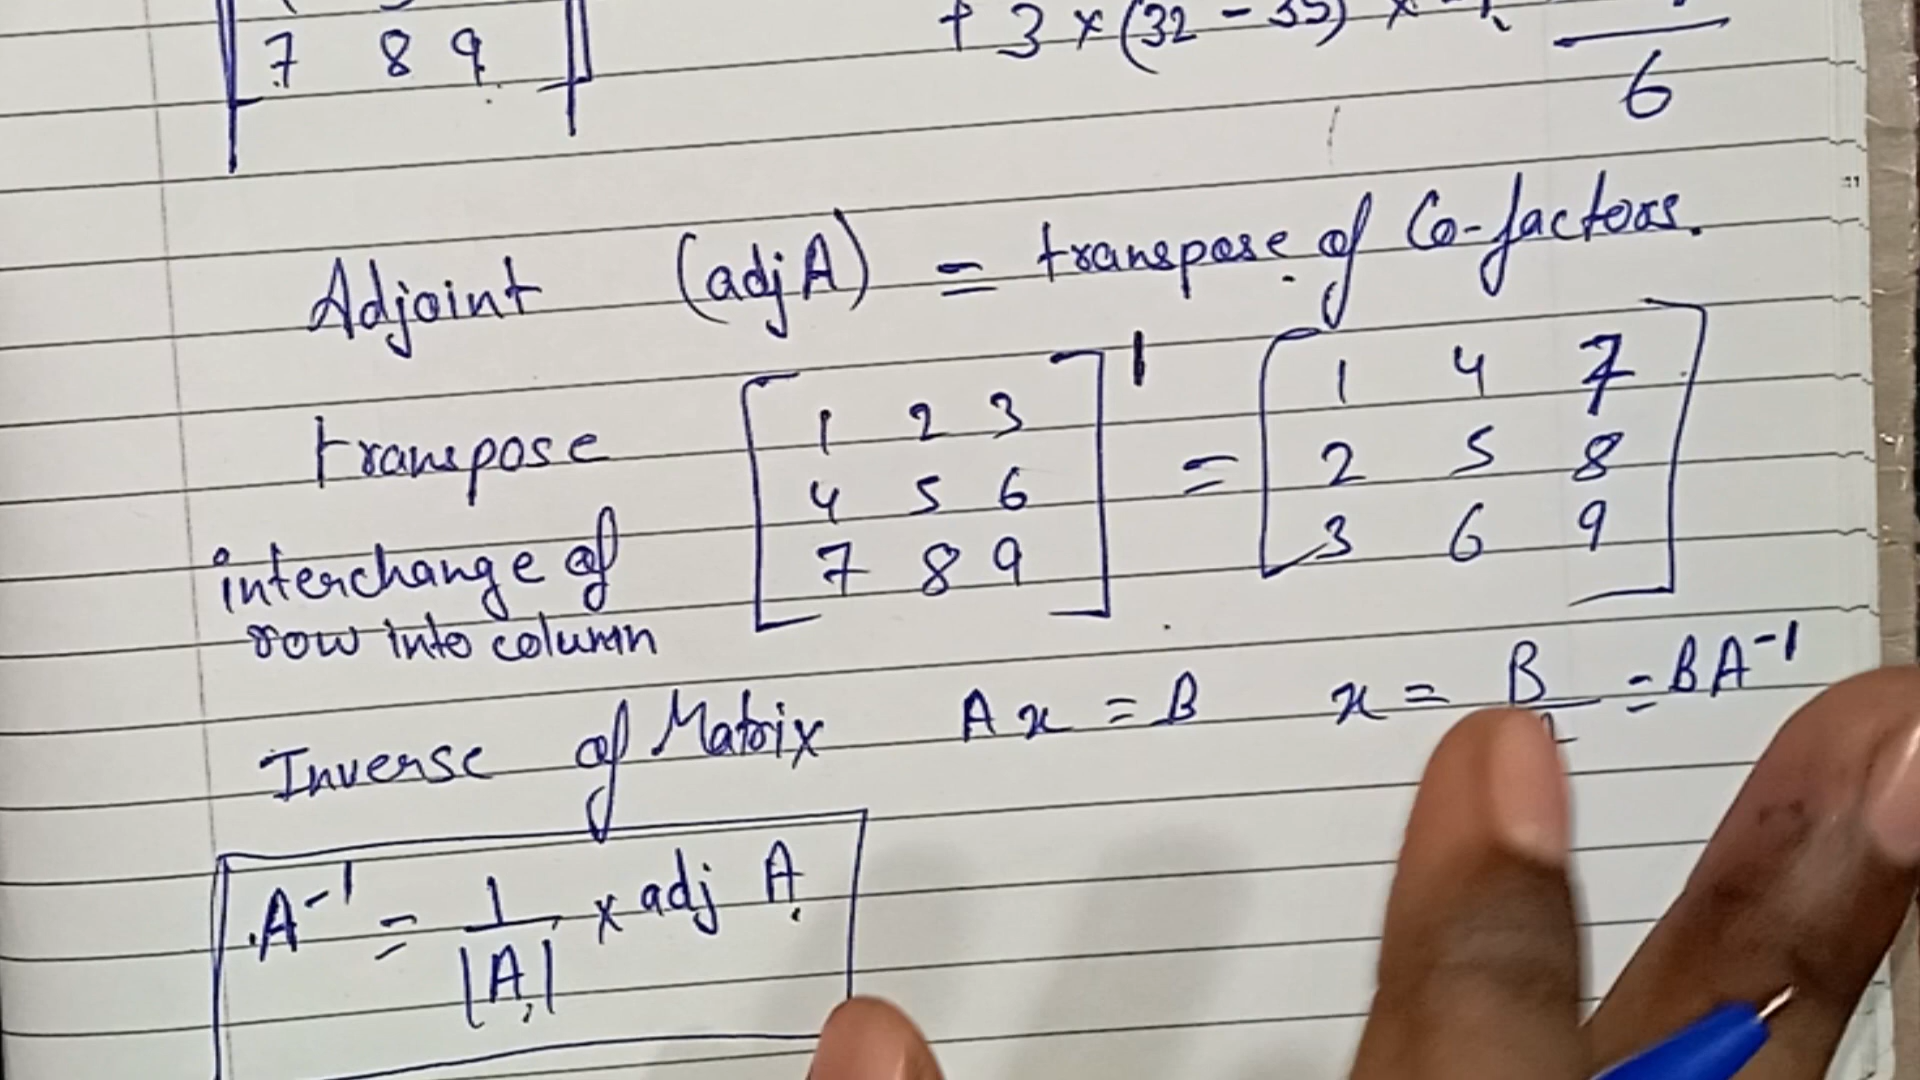 7 8 9
+ 3 × (32 - 35) ×
6
Adjoint (adj A) = transpose of Co-factors.
transpose [1 2 3
4 5 6
7 8 9]' = [1 4 7
2 5 8
3 6 9]
interchange of
row into column
Inverse of Matrix Ax = B x = B = BA⁻¹
A⁻¹ = 1/|A| × adj A